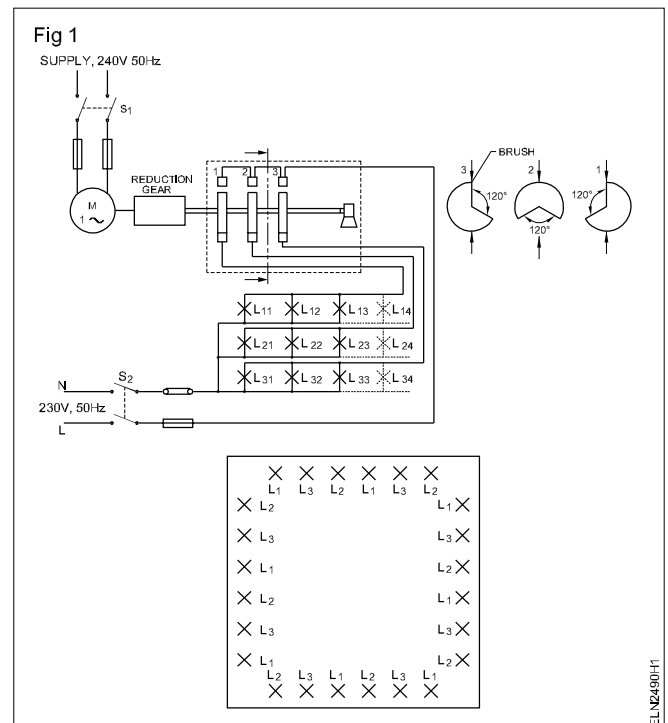 Fig 1
SUPPLY, 240V 50Hz
S1
M
1 ~
REDUCTION
GEAR
1 2 3
3 BRUSH 2 1
120° 120° 120°
L11 L12 L13 L14
L21 L22 L23 L24
L31 L32 L33 L34
N S2
230V, 50Hz
L
L1 L3 L2 L1 L3 L2
L2 L1
L3 L3
L1 L2
L2 L1
L3 L3
L1 L2
L2 L3 L1 L2 L3 L1
ELN2490H1